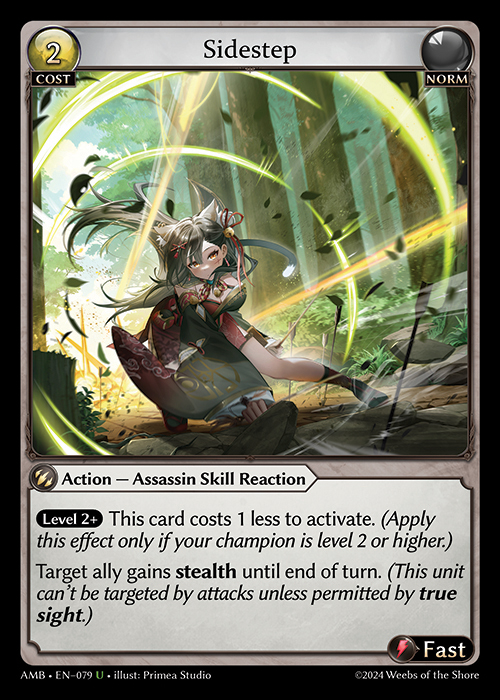 2
Sidestep
COST
NORM
Action — Assassin Skill Reaction
Level 2+ This card costs 1 less to activate. (Apply
this effect only if your champion is level 2 or higher.)
Target ally gains stealth until end of turn. (This unit
can't be targeted by attacks unless permitted by true
sight.)
Fast
AMB • EN–079 U • illust: Primea Studio
©2024 Weebs of the Shore